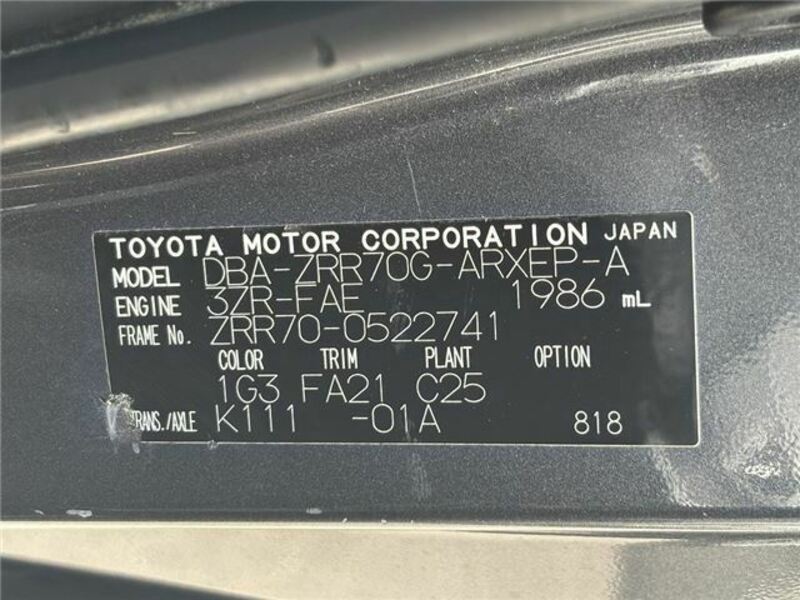 TOYOTA MOTOR CORPORATION JAPAN
MODEL DBA-ZRR70G-ARXEP-A
ENGINE 3ZR-FAE 1986 mL
FRAME No. ZRR70-0522741
COLOR TRIM PLANT OPTION
1G3 FA21 C25
TRANS./AXLE K111 -01A 818